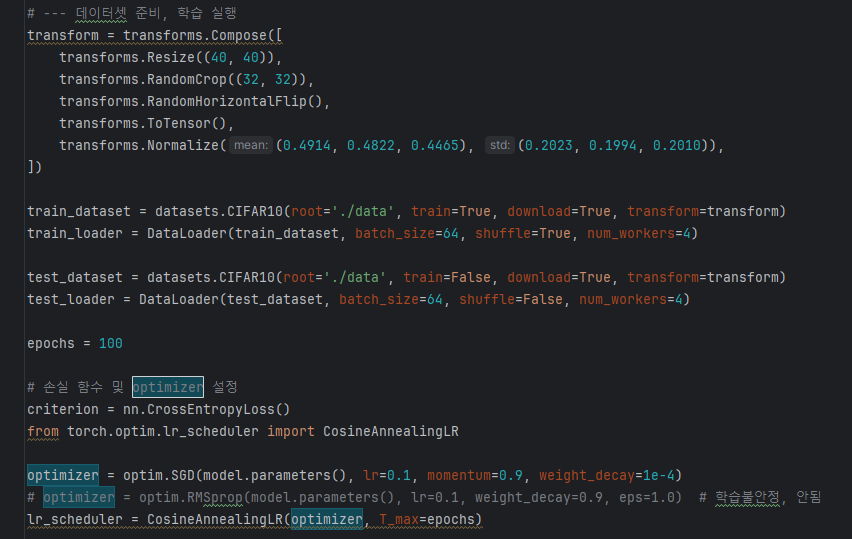 # --- 데이터셋 준비, 학습 실행
transform = transforms.Compose([
    transforms.Resize((40, 40)),
    transforms.RandomCrop((32, 32)),
    transforms.RandomHorizontalFlip(),
    transforms.ToTensor(),
    transforms.Normalize( mean: (0.4914, 0.4822, 0.4465), std: (0.2023, 0.1994, 0.2010)),
])
train_dataset = datasets.CIFAR10(root='./data', train=True, download=True, transform=transform)
train_loader = DataLoader(train_dataset, batch_size=64, shuffle=True, num_workers=4)
test_dataset = datasets.CIFAR10(root='./data', train=False, download=True, transform=transform)
test_loader = DataLoader(test_dataset, batch_size=64, shuffle=False, num_workers=4)
epochs = 100
# 손실 함수 및 optimizer 설정
criterion = nn.CrossEntropyLoss()
from torch.optim.lr_scheduler import CosineAnnealingLR
optimizer = optim.SGD(model.parameters(), lr=0.1, momentum=0.9, weight_decay=1e-4)
# optimizer = optim.RMSprop(model.parameters(), lr=0.1, weight_decay=0.9, eps=1.0)  # 학습불안정, 안됨
lr_scheduler = CosineAnnealingLR(optimizer, T_max=epochs)